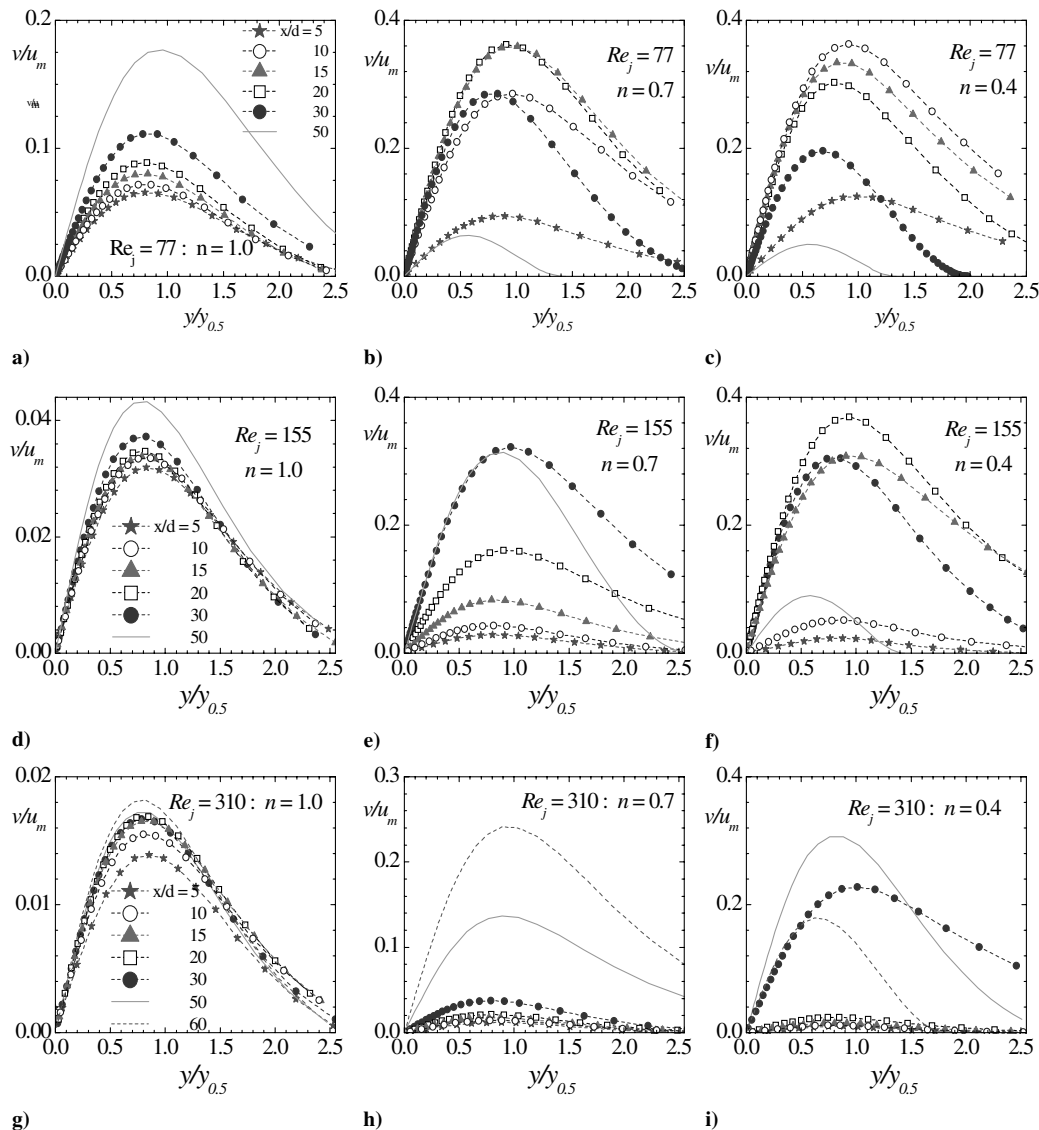 0.2
v/u_m
0.1
0.0
x/d = 5
10
15
20
30
50
Re_j = 77 : n = 1.0
0.0 0.5 1.0 1.5 2.0 2.5
y/y_0.5
a)
0.4
v/u_m
0.2
0.0
Re_j = 77
n = 0.7
0.0 0.5 1.0 1.5 2.0 2.5
y/y_0.5
b)
0.4
v/u_m
0.2
0.0
Re_j = 77
n = 0.4
0.0 0.5 1.0 1.5 2.0 2.5
y/y_0.5
c)
0.04
v/u_m
0.02
0.00
Re_j = 155
n = 1.0
x/d = 5
10
15
20
30
50
0.0 0.5 1.0 1.5 2.0 2.5
y/y_0.5
d)
0.4
v/u_m
0.2
0.0
Re_j = 155
n = 0.7
0.0 0.5 1.0 1.5 2.0 2.5
y/y_0.5
e)
0.4
v/u_m
0.2
0.0
Re_j = 155
n = 0.4
0.0 0.5 1.0 1.5 2.0 2.5
y/y_0.5
f)
0.02
v/u_m
0.01
0.00
Re_j = 310 : n = 1.0
x/d = 5
10
15
20
30
50
60
0.0 0.5 1.0 1.5 2.0 2.5
y/y_0.5
g)
0.3
v/u_m
0.2
0.1
0.0
Re_j = 310 : n = 0.7
0.0 0.5 1.0 1.5 2.0 2.5
y/y_0.5
h)
0.4
v/u_m
0.2
0.0
Re_j = 310 : n = 0.4
0.0 0.5 1.0 1.5 2.0 2.5
y/y_0.5
i)